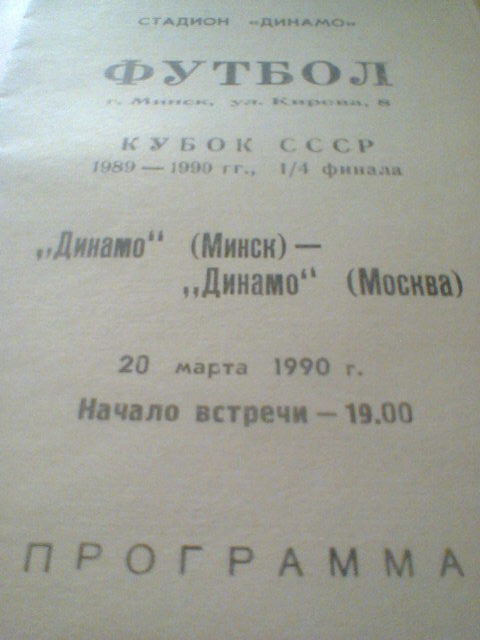 СТАДИОН «ДИНАМО»
ФУТБОЛ
г. Минск, ул. Кирова, 8
КУБОК СССР
1989 — 1990 гг., 1/4 финала
„Динамо“ (Минск) —
„Динамо“ (Москва)
20 марта 1990 г.
Начало встречи — 19.00
ПРОГРАММА